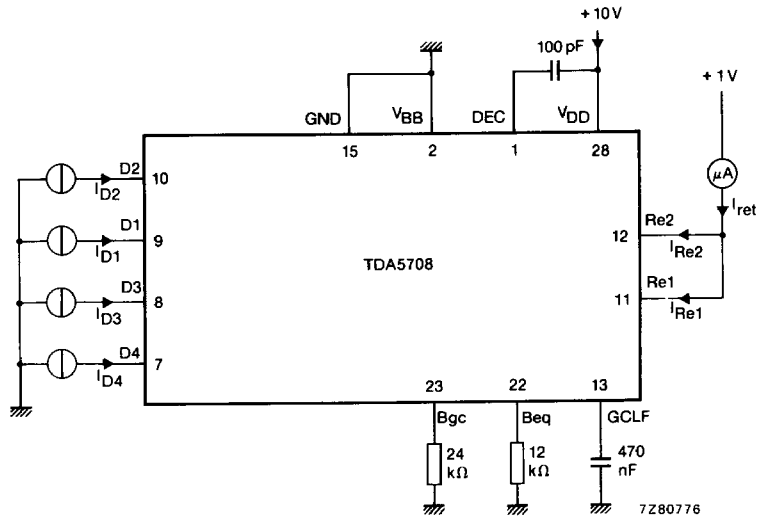 + 10 V
100 pF
+ 1 V
GND
VBB
DEC
VDD
15
2
1
28
μA
D2
10
ID2
Iret
D1
9
ID1
Re2
12
IRe2
TDA5708
D3
8
ID3
Re1
11
IRe1
D4
7
ID4
23
22
13
Bgc
Beq
GCLF
24
kΩ
12
kΩ
470
nF
7Z80776